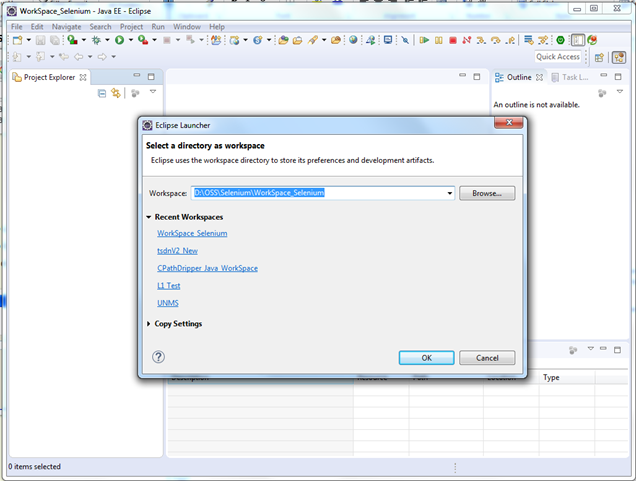 WorkSpace_Selenium - Java EE - Eclipse
File Edit Navigate Search Project Run Window Help
Quick Access
Project Explorer
Outline
Task L...
An outline is not available.
Eclipse Launcher
Select a directory as workspace
Eclipse uses the workspace directory to store its preferences and development artifacts.
Workspace: D:\OSS\Selenium\WorkSpace_Selenium Browse...
Recent Workspaces
WorkSpace_Selenium
tsdnV2_New
CPathDripper_Java_WorkSpace
L1_Test
UNMS
Copy Settings
? OK Cancel
Description Resource Path Location Type
0 items selected